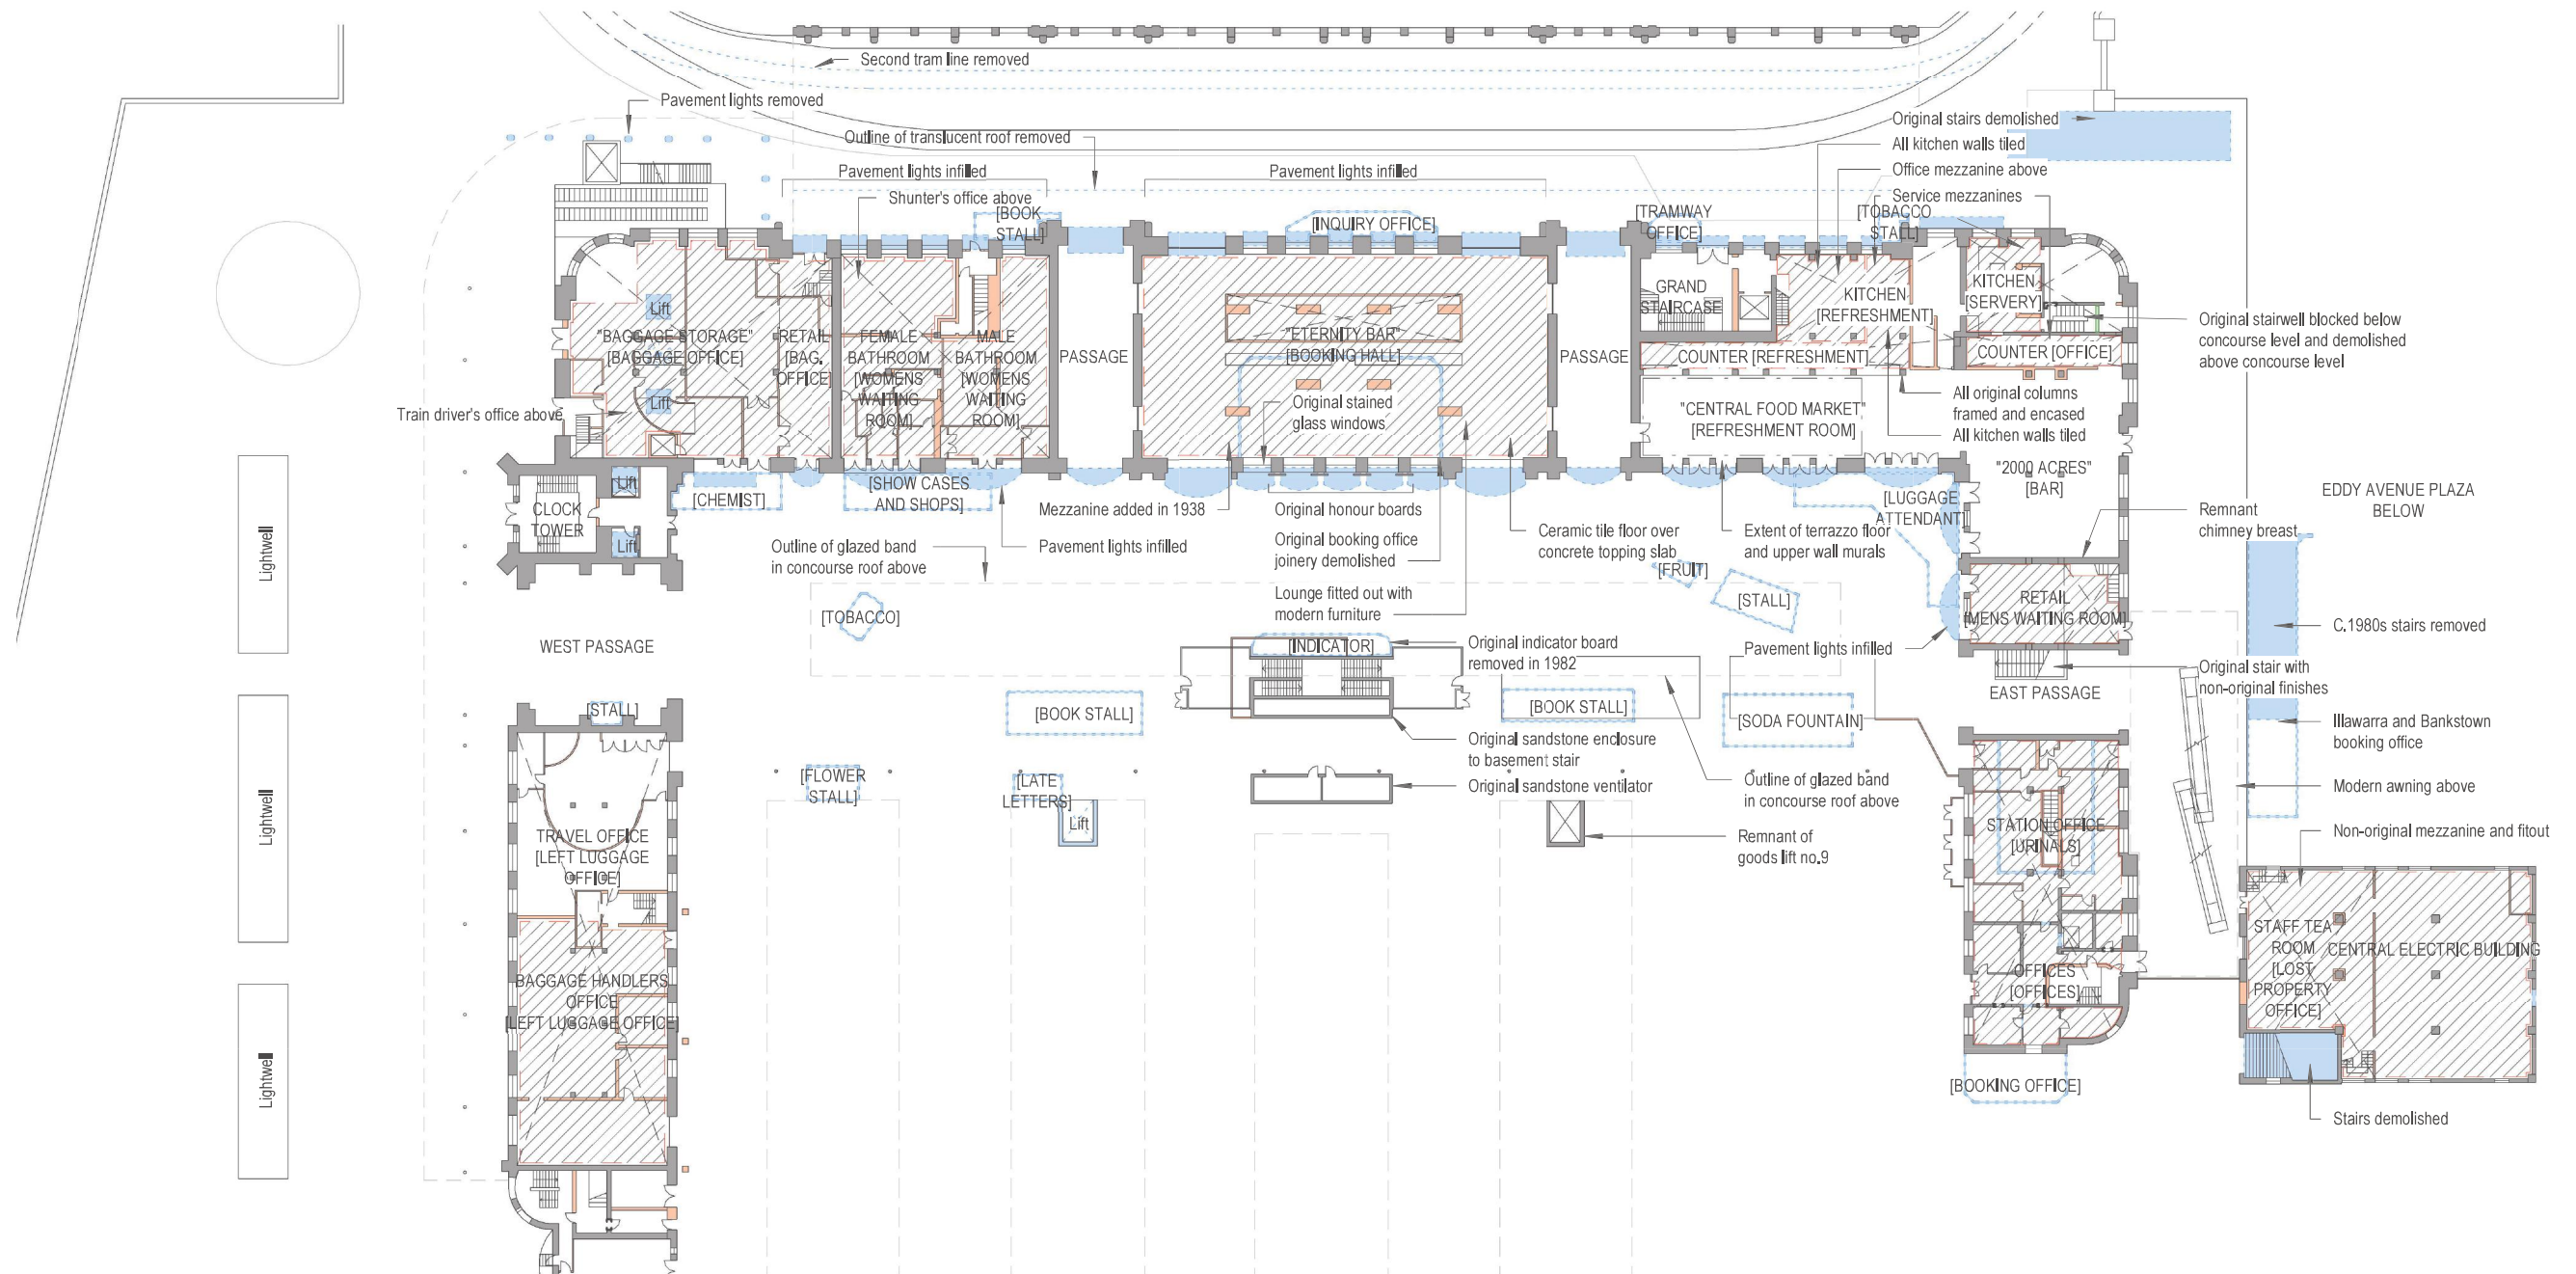 Second tram line removed
Pavement lights removed
Original stairs demolished
Outline of translucent roof removed
All kitchen walls tiled
Pavement lights infilled
Pavement lights infilled
Office mezzanine above
Shunter's office above
Service mezzanines
[BOOK
STALL]
[INQUIRY OFFICE]
[TRAMWAY
OFFICE]
[TOBACCO
STALL]
Lift
"BAGGAGE STORAGE"
[BAGGAGE OFFICE]
Lift
RETAIL
[BAG.
OFFICE]
FEMALE
BATHROOM
[WOMENS
WAITING
ROOM]
MALE
BATHROOM
[WOMENS
WAITING
ROOM]
PASSAGE
"ETERNITY BAR"
[BOOKING HALL]
Original stained
glass windows
PASSAGE
GRAND
STAIRCASE
KITCHEN
[REFRESHMENT]
KITCHEN
[SERVERY]
COUNTER [REFRESHMENT]
COUNTER [OFFICE]
Original stairwell blocked below
concourse level and demolished
above concourse level
Train driver's office above
"CENTRAL FOOD MARKET"
[REFRESHMENT ROOM]
All original columns
framed and encased
All kitchen walls tiled
"2000 ACRES"
[BAR]
EDDY AVENUE PLAZA
BELOW
Lightwell
CLOCK
TOWER
Lift
Lift
[CHEMIST]
[SHOW CASES
AND SHOPS]
Mezzanine added in 1938
Original honour boards
[LUGGAGE
ATTENDANT]
Remnant
chimney breast
Outline of glazed band
in concourse roof above
Pavement lights infilled
Original booking office
joinery demolished
Ceramic tile floor over
concrete topping slab
Extent of terrazzo floor
and upper wall murals
[FRUIT]
Lounge fitted out with
modern furniture
[STALL]
[TOBACCO]
RETAIL
[MENS WAITING ROOM]
C.1980s stairs removed
WEST PASSAGE
[INDICATOR]
Original indicator board
removed in 1982
Pavement lights infilled
Original stair with
non-original finishes
EAST PASSAGE
Lightwell
[STALL]
[BOOK STALL]
[BOOK STALL]
[SODA FOUNTAIN]
Illawarra and Bankstown
booking office
Original sandstone enclosure
to basement stair
[FLOWER
STALL]
[LATE
LETTERS]
Lift
Original sandstone ventilator
Outline of glazed band
in concourse roof above
Modern awning above
TRAVEL OFFICE
[LEFT LUGGAGE
OFFICE]
Remnant of
goods lift no.9
STATION OFFICE
[URINALS]
Non-original mezzanine and fitout
STAFF TEA
ROOM
[LOST
PROPERTY
OFFICE]
CENTRAL ELECTRIC BUILDING
BAGGAGE HANDLERS
OFFICE
[LEFT LUGGAGE OFFICE]
OFFICES
[OFFICES]
Lightwell
[BOOKING OFFICE]
Stairs demolished